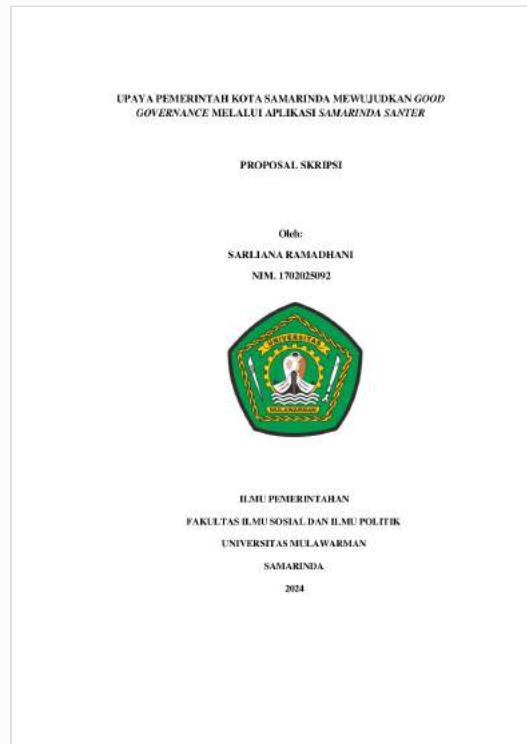 UPAYA PEMERINTAH KOTA SAMARINDA MEWUJUDKAN GOOD
GOVERNANCE MELALUI APLIKASI SAMARINDA SANTER
PROPOSAL SKRIPSI
Oleh:
SARLIANA RAMADHANI
NIM. 1702025092
UNIVERSITAS
MULAWARMAN
ILMU PEMERINTAHAN
FAKULTAS ILMU SOSIAL DAN ILMU POLITIK
UNIVERSITAS MULAWARMAN
SAMARINDA
2024